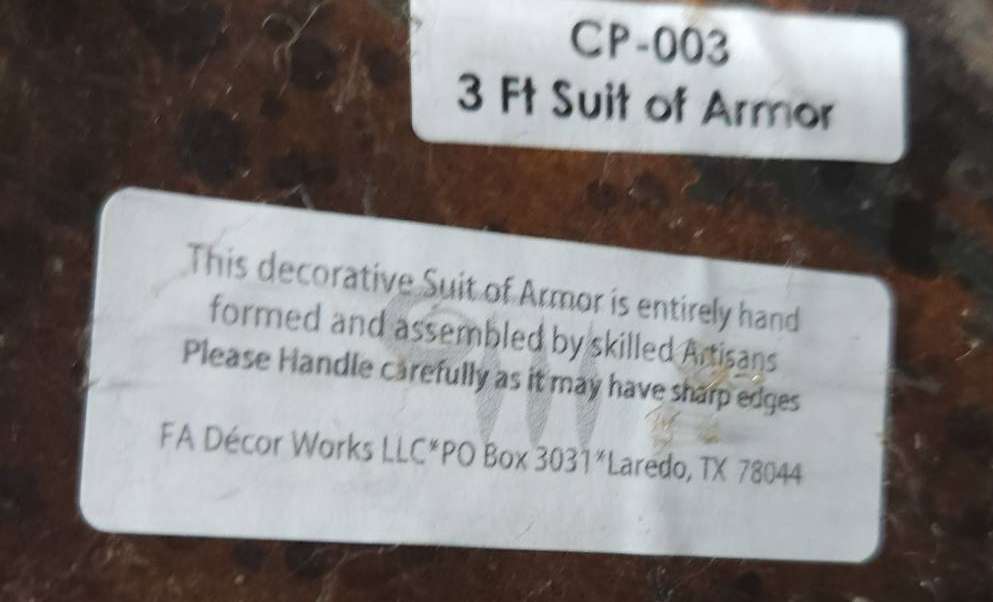 CP-003
3 Ft Suit of Armor
This decorative Suit of Armor is entirely hand
formed and assembled by skilled Artisans
Please Handle carefully as it may have sharp edges
FA Décor Works LLC*PO Box 3031*Laredo, TX 78044